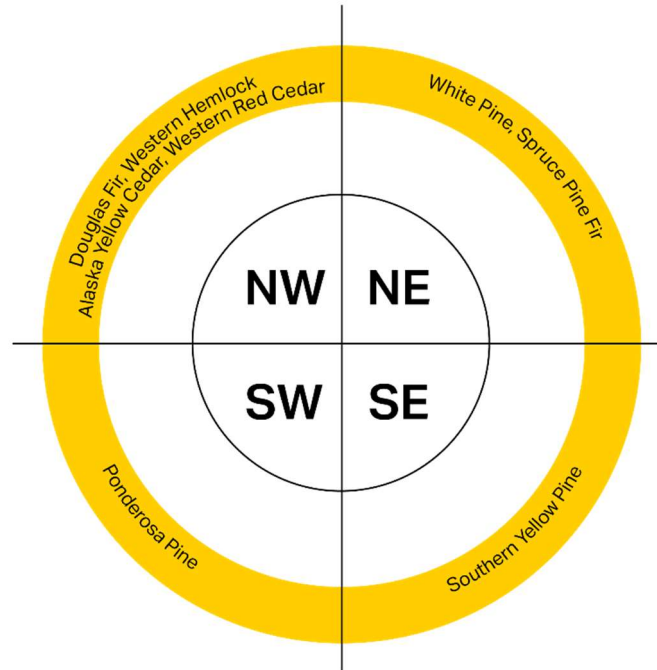 Douglas Fir, Western Hemlock
Alaska Yellow Cedar, Western Red Cedar
White Pine, Spruce Pine Fir
NW
NE
SW
SE
Ponderosa Pine
Southern Yellow Pine